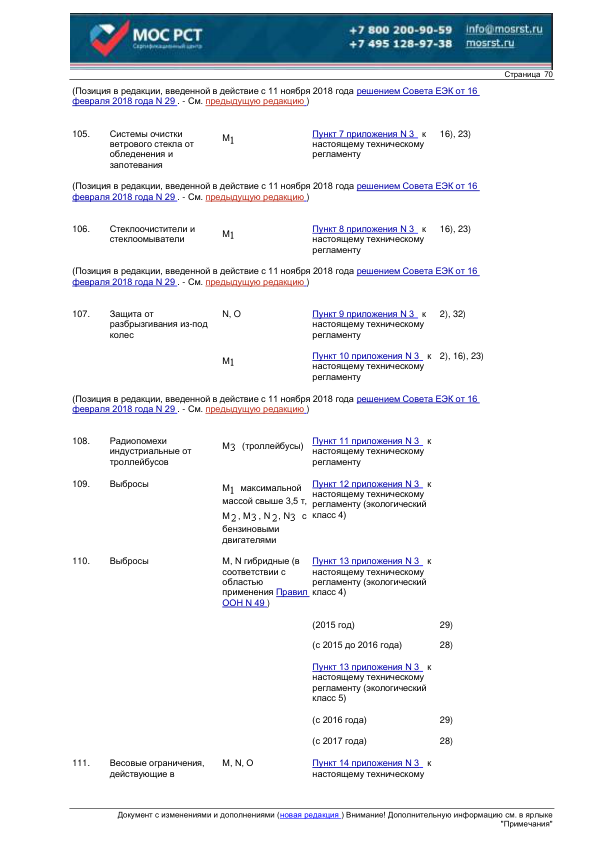 МОС РСТ
Сертификационный центр
+7 800 200-90-59 info@mosrst.ru
+7 495 128-97-38 mosrst.ru
Страница 70
(Позиция в редакции, введенной в действие с 11 ноября 2018 года решением Совета ЕЭК от 16
февраля 2018 года N 29 . - См. предыдущую редакцию )
105. Системы очистки M1 Пункт 7 приложения N 3 к 16), 23)
ветрового стекла от настоящему техническому
обледенения и регламенту
запотевания
(Позиция в редакции, введенной в действие с 11 ноября 2018 года решением Совета ЕЭК от 16
февраля 2018 года N 29 . - См. предыдущую редакцию )
106. Стеклоочистители и M1 Пункт 8 приложения N 3 к 16), 23)
стеклоомыватели настоящему техническому
регламенту
(Позиция в редакции, введенной в действие с 11 ноября 2018 года решением Совета ЕЭК от 16
февраля 2018 года N 29 . - См. предыдущую редакцию )
107. Защита от N, O Пункт 9 приложения N 3 к 2), 32)
разбрызгивания из-под настоящему техническому
колес регламенту
M1 Пункт 10 приложения N 3 к 2), 16), 23)
настоящему техническому
регламенту
(Позиция в редакции, введенной в действие с 11 ноября 2018 года решением Совета ЕЭК от 16
февраля 2018 года N 29 . - См. предыдущую редакцию )
108. Радиопомехи M3 (троллейбусы) Пункт 11 приложения N 3 к
индустриальные от настоящему техническому
троллейбусов регламенту
109. Выбросы M1 максимальной Пункт 12 приложения N 3 к
массой свыше 3,5 т, настоящему техническому
M2, M3, N2, N3 с регламенту (экологический
бензиновыми класс 4)
двигателями
110. Выбросы M, N гибридные (в Пункт 13 приложения N 3 к
соответствии с настоящему техническому
областью регламенту (экологический
применения Правил класс 4)
ООН N 49 )
(2015 год) 29)
(с 2015 до 2016 года) 28)
Пункт 13 приложения N 3 к
настоящему техническому
регламенту (экологический
класс 5)
(с 2016 года) 29)
(с 2017 года) 28)
111. Весовые ограничения, M, N, O Пункт 14 приложения N 3 к
действующие в настоящему техническому
Документ с изменениями и дополнениями (новая редакция ) Внимание! Дополнительную информацию см. в ярлыке
"Примечания"